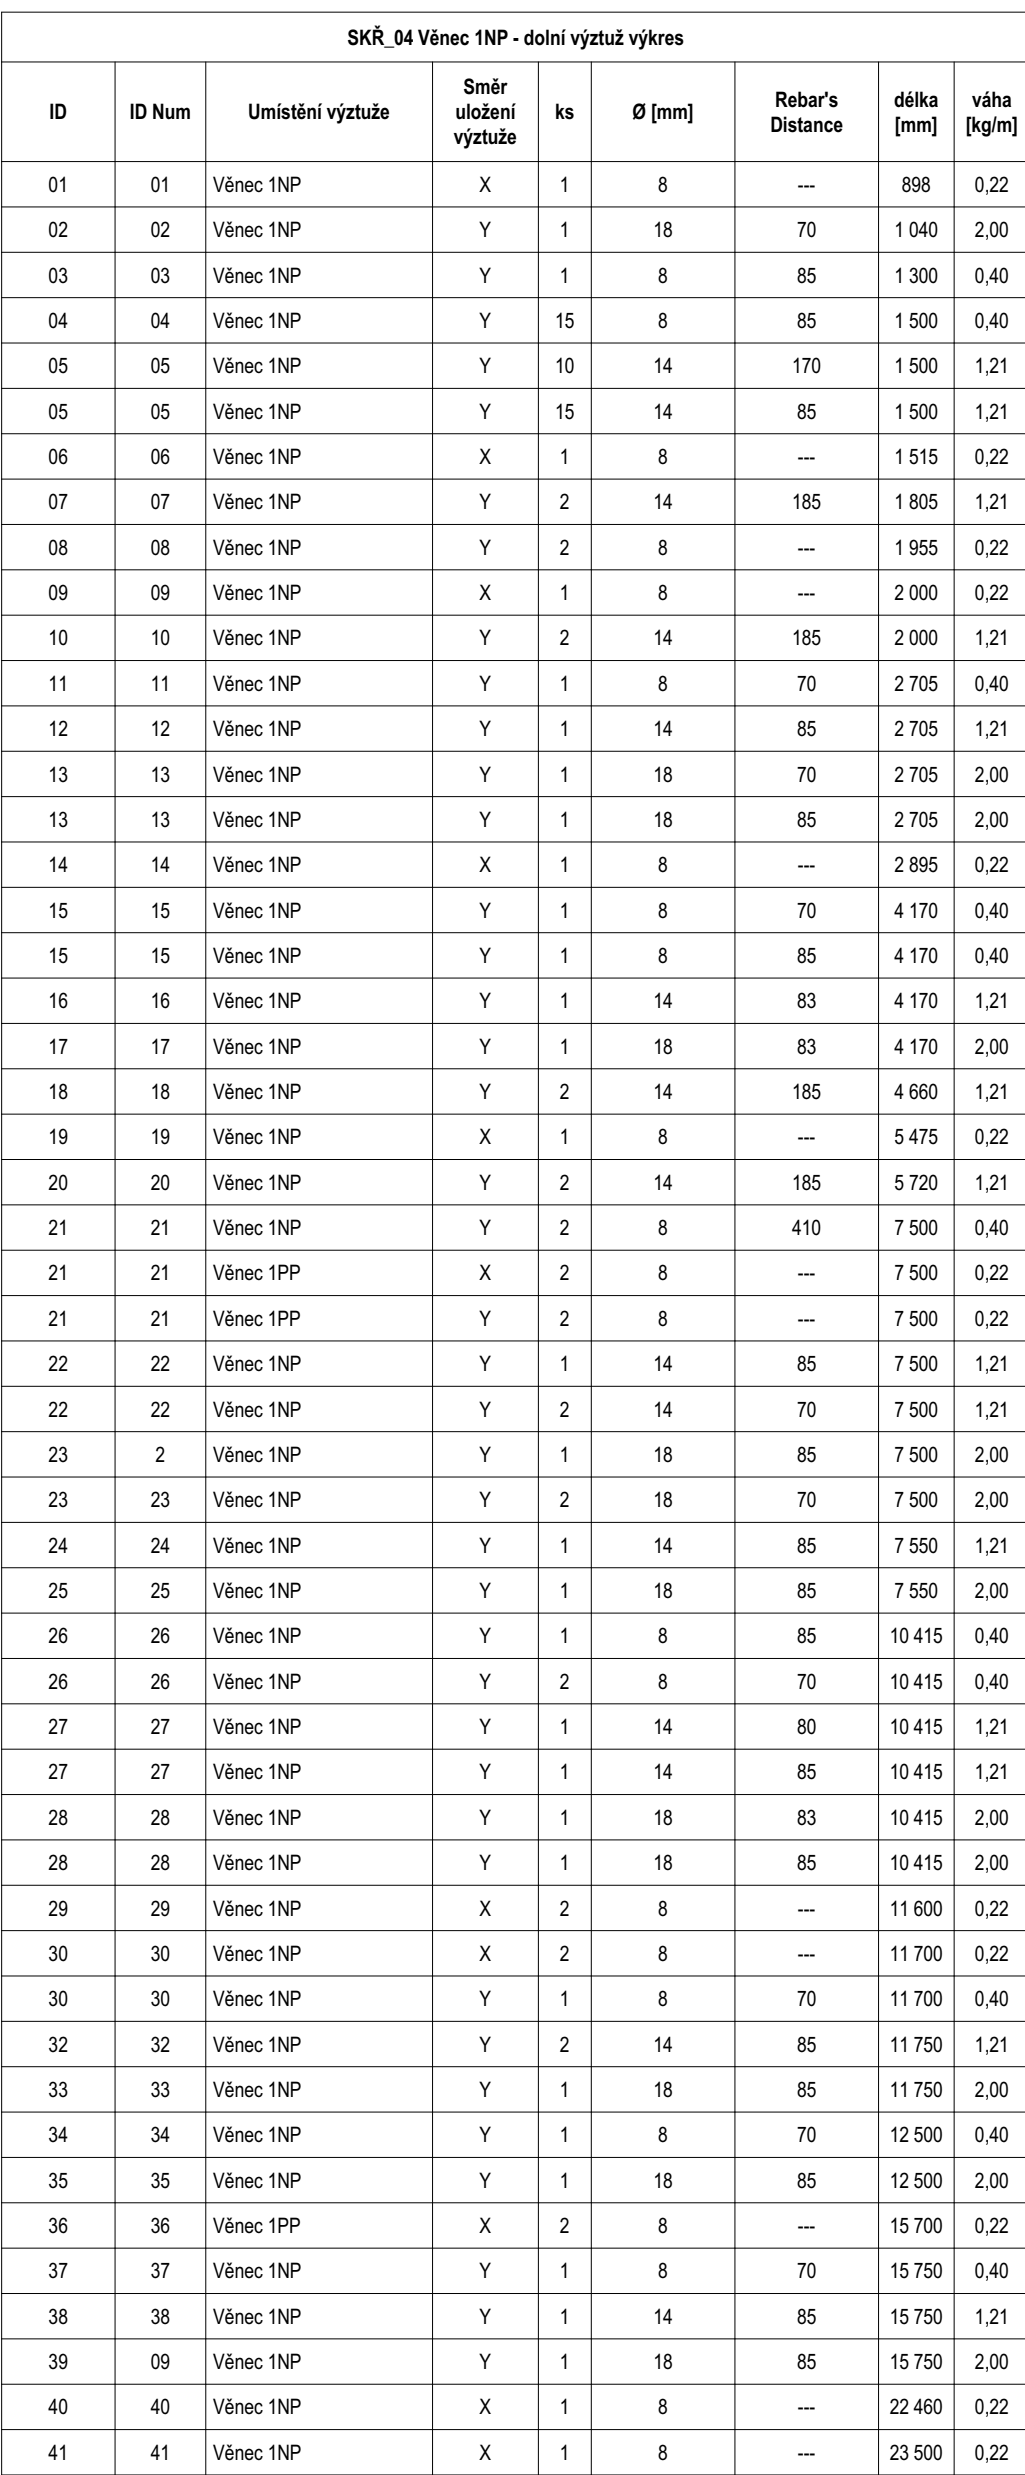 SKŘ_04 Věnec 1NP - dolní výztuž výkres
ID ID Num Umístění výztuže Směr uložení výztuže ks Ø [mm] Rebar's Distance délka [mm] váha [kg/m]
01 01 Věnec 1NP X 1 8 --- 898 0,22
02 02 Věnec 1NP Y 1 18 70 1 040 2,00
03 03 Věnec 1NP Y 1 8 85 1 300 0,40
04 04 Věnec 1NP Y 15 8 85 1 500 0,40
05 05 Věnec 1NP Y 10 14 170 1 500 1,21
05 05 Věnec 1NP Y 15 14 85 1 500 1,21
06 06 Věnec 1NP X 1 8 --- 1 515 0,22
07 07 Věnec 1NP Y 2 14 185 1 805 1,21
08 08 Věnec 1NP Y 2 8 --- 1 955 0,22
09 09 Věnec 1NP X 1 8 --- 2 000 0,22
10 10 Věnec 1NP Y 2 14 185 2 000 1,21
11 11 Věnec 1NP Y 1 8 70 2 705 0,40
12 12 Věnec 1NP Y 1 14 85 2 705 1,21
13 13 Věnec 1NP Y 1 18 70 2 705 2,00
13 13 Věnec 1NP Y 1 18 85 2 705 2,00
14 14 Věnec 1NP X 1 8 --- 2 895 0,22
15 15 Věnec 1NP Y 1 8 70 4 170 0,40
15 15 Věnec 1NP Y 1 8 85 4 170 0,40
16 16 Věnec 1NP Y 1 14 83 4 170 1,21
17 17 Věnec 1NP Y 1 18 83 4 170 2,00
18 18 Věnec 1NP Y 2 14 185 4 660 1,21
19 19 Věnec 1NP X 1 8 --- 5 475 0,22
20 20 Věnec 1NP Y 2 14 185 5 720 1,21
21 21 Věnec 1NP Y 2 8 410 7 500 0,40
21 21 Věnec 1PP X 2 8 --- 7 500 0,22
21 21 Věnec 1PP Y 2 8 --- 7 500 0,22
22 22 Věnec 1NP Y 1 14 85 7 500 1,21
22 22 Věnec 1NP Y 2 14 70 7 500 1,21
23 2 Věnec 1NP Y 1 18 85 7 500 2,00
23 23 Věnec 1NP Y 2 18 70 7 500 2,00
24 24 Věnec 1NP Y 1 14 85 7 550 1,21
25 25 Věnec 1NP Y 1 18 85 7 550 2,00
26 26 Věnec 1NP Y 1 8 85 10 415 0,40
26 26 Věnec 1NP Y 2 8 70 10 415 0,40
27 27 Věnec 1NP Y 1 14 80 10 415 1,21
27 27 Věnec 1NP Y 1 14 85 10 415 1,21
28 28 Věnec 1NP Y 1 18 83 10 415 2,00
28 28 Věnec 1NP Y 1 18 85 10 415 2,00
29 29 Věnec 1NP X 2 8 --- 11 600 0,22
30 30 Věnec 1NP X 2 8 --- 11 700 0,22
30 30 Věnec 1NP Y 1 8 70 11 700 0,40
32 32 Věnec 1NP Y 2 14 85 11 750 1,21
33 33 Věnec 1NP Y 1 18 85 11 750 2,00
34 34 Věnec 1NP Y 1 8 70 12 500 0,40
35 35 Věnec 1NP Y 1 18 85 12 500 2,00
36 36 Věnec 1PP X 2 8 --- 15 700 0,22
37 37 Věnec 1NP Y 1 8 70 15 750 0,40
38 38 Věnec 1NP Y 1 14 85 15 750 1,21
39 09 Věnec 1NP Y 1 18 85 15 750 2,00
40 40 Věnec 1NP X 1 8 --- 22 460 0,22
41 41 Věnec 1NP X 1 8 --- 23 500 0,22